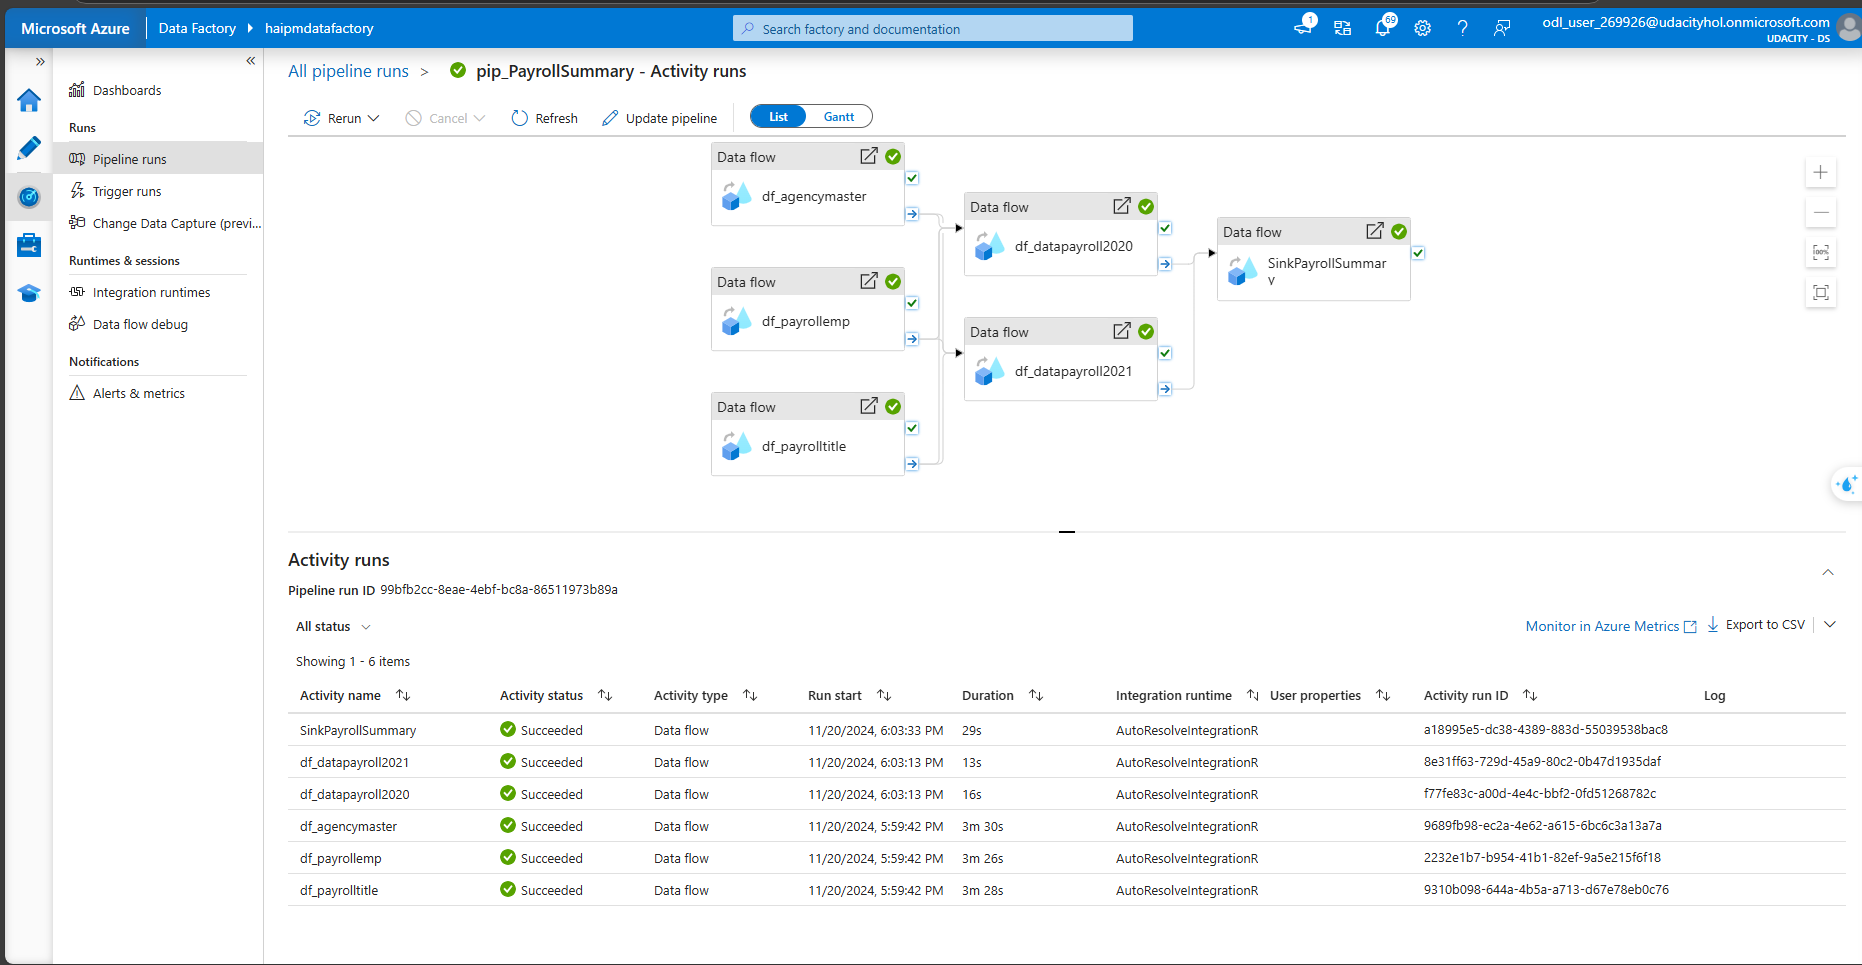 Microsoft Azure
Data Factory
haipmdatafactory
Search factory and documentation
1
69
odl_user_269926@udacityhol.onmicrosoft.com
UDACITY - DS
Dashboards
Runs
Pipeline runs
Trigger runs
Change Data Capture (previ...
Runtimes & sessions
Integration runtimes
Data flow debug
Notifications
Alerts & metrics
All pipeline runs > pip_PayrollSummary - Activity runs
Rerun Cancel Refresh Update pipeline List Gantt
Data flow
df_agencymaster
Data flow
df_payrollemp
Data flow
df_payrolltitle
Data flow
df_datapayroll2020
Data flow
df_datapayroll2021
Data flow
SinkPayrollSummar
y
100%
Activity runs
Pipeline run ID 99bfb2cc-8eae-4ebf-bc8a-86511973b89a
All status
Monitor in Azure Metrics Export to CSV
Showing 1 - 6 items
Activity name Activity status Activity type Run start Duration Integration runtime User properties Activity run ID Log
SinkPayrollSummary Succeeded Data flow 11/20/2024, 6:03:33 PM 29s AutoResolveIntegrationR a18995e5-dc38-4389-883d-55039538bac8
df_datapayroll2021 Succeeded Data flow 11/20/2024, 6:03:13 PM 13s AutoResolveIntegrationR 8e31ff63-729d-45a9-80c2-0b47d1935daf
df_datapayroll2020 Succeeded Data flow 11/20/2024, 6:03:13 PM 16s AutoResolveIntegrationR f77fe83c-a00d-4e4c-bbf2-0fd51268782c
df_agencymaster Succeeded Data flow 11/20/2024, 5:59:42 PM 3m 30s AutoResolveIntegrationR 9689fb98-ec2a-4e62-a615-6bc6c3a13a7a
df_payrollemp Succeeded Data flow 11/20/2024, 5:59:42 PM 3m 26s AutoResolveIntegrationR 2232e1b7-b954-41b1-82ef-9a5e215f6f18
df_payrolltitle Succeeded Data flow 11/20/2024, 5:59:42 PM 3m 28s AutoResolveIntegrationR 9310b098-644a-4b5a-a713-d67e78eb0c76